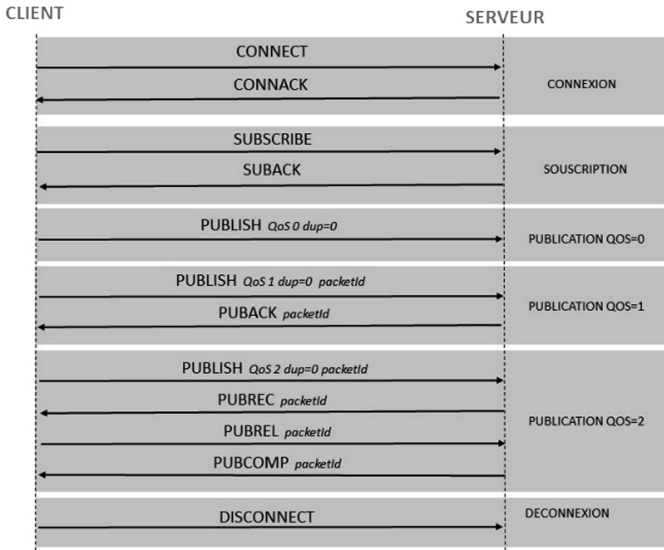 CLIENT
SERVEUR
CONNECT
CONNACK
CONNEXION
SUBSCRIBE
SUBACK
SOUSCRIPTION
PUBLISH QoS 0 dup=0
PUBLICATION QOS=0
PUBLISH QoS 1 dup=0 packetId
PUBACK packetId
PUBLICATION QOS=1
PUBLISH QoS 2 dup=0 packetId
PUBREC packetId
PUBREL packetId
PUBCOMP packetId
PUBLICATION QOS=2
DISCONNECT
DECONNEXION